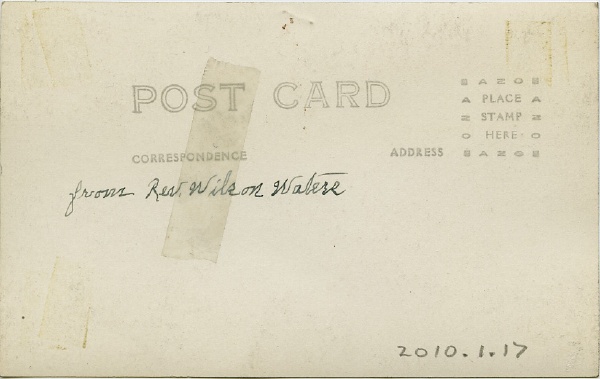 POST CARD
S A Z O E
A PLACE A
Z STAMP Z
O HERE O
S A Z O E
CORRESPONDENCE
ADDRESS
from Rev. Wilson Waters
2010.1.17